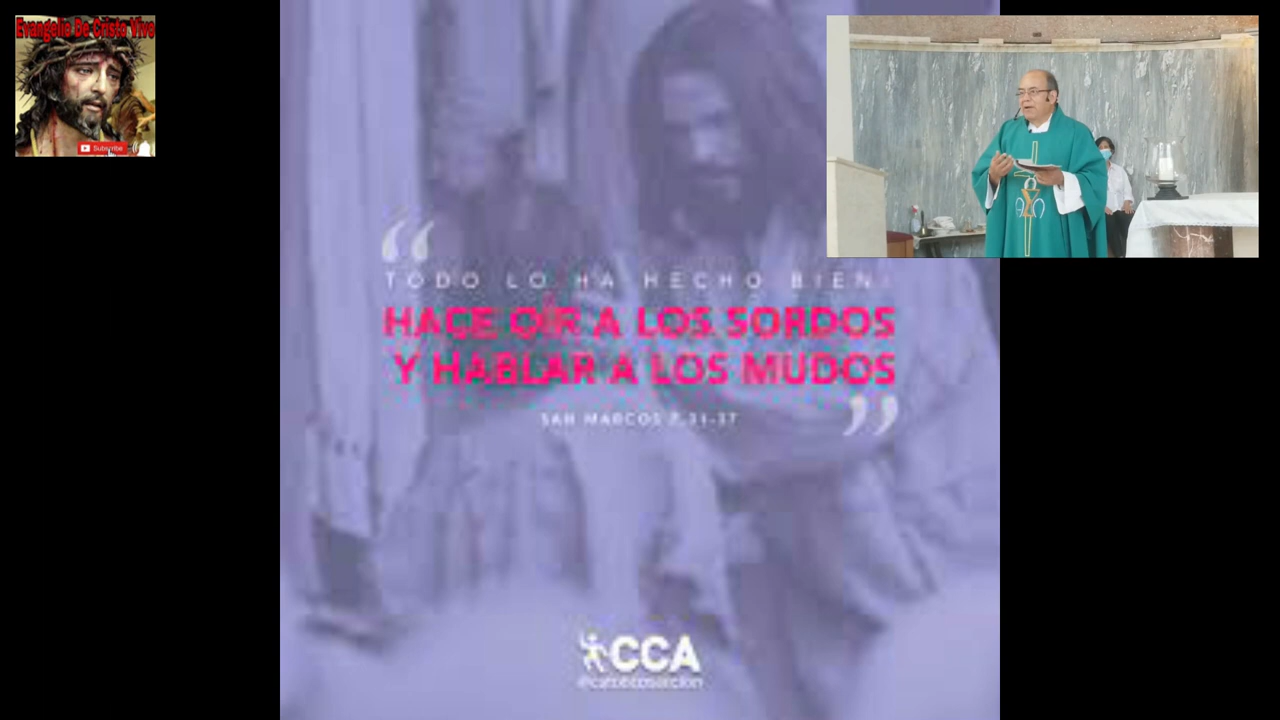 Evangelio De Cristo Vivo
Subscribe
“
TODO LO HA HECHO BIEN:
HACE OÍR A LOS SORDOS
Y HABLAR A LOS MUDOS
”
SAN MARCOS 7,31-37
CCA